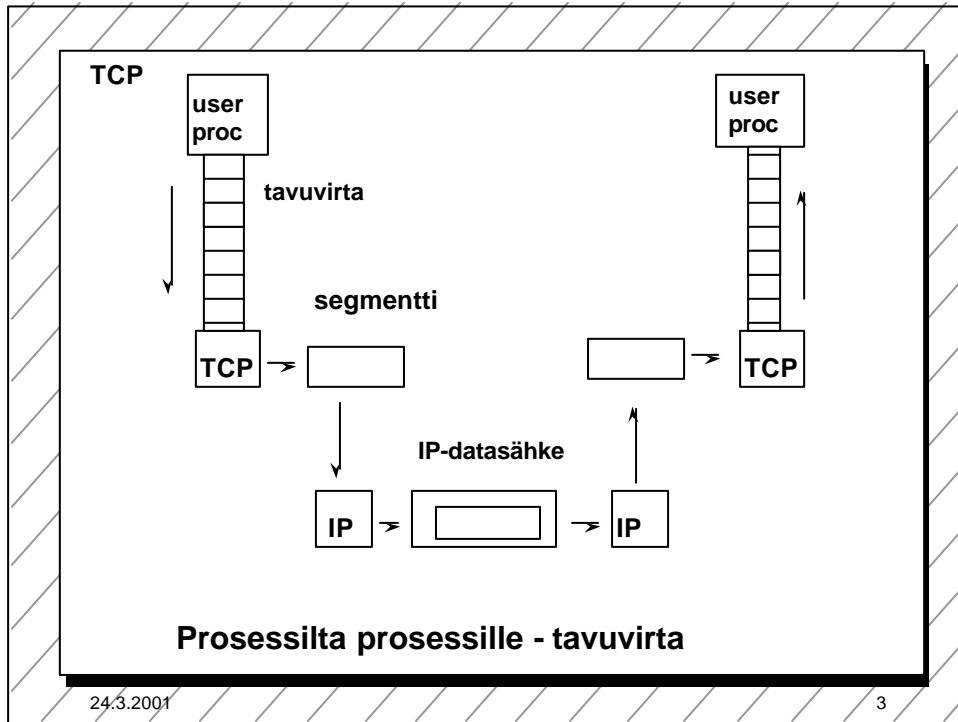 TCP
user
proc
user
proc
tavuvirta
segmentti
TCP
TCP
IP-datasähke
IP
IP
Prosessilta prosessille - tavuvirta
24.3.2001
3